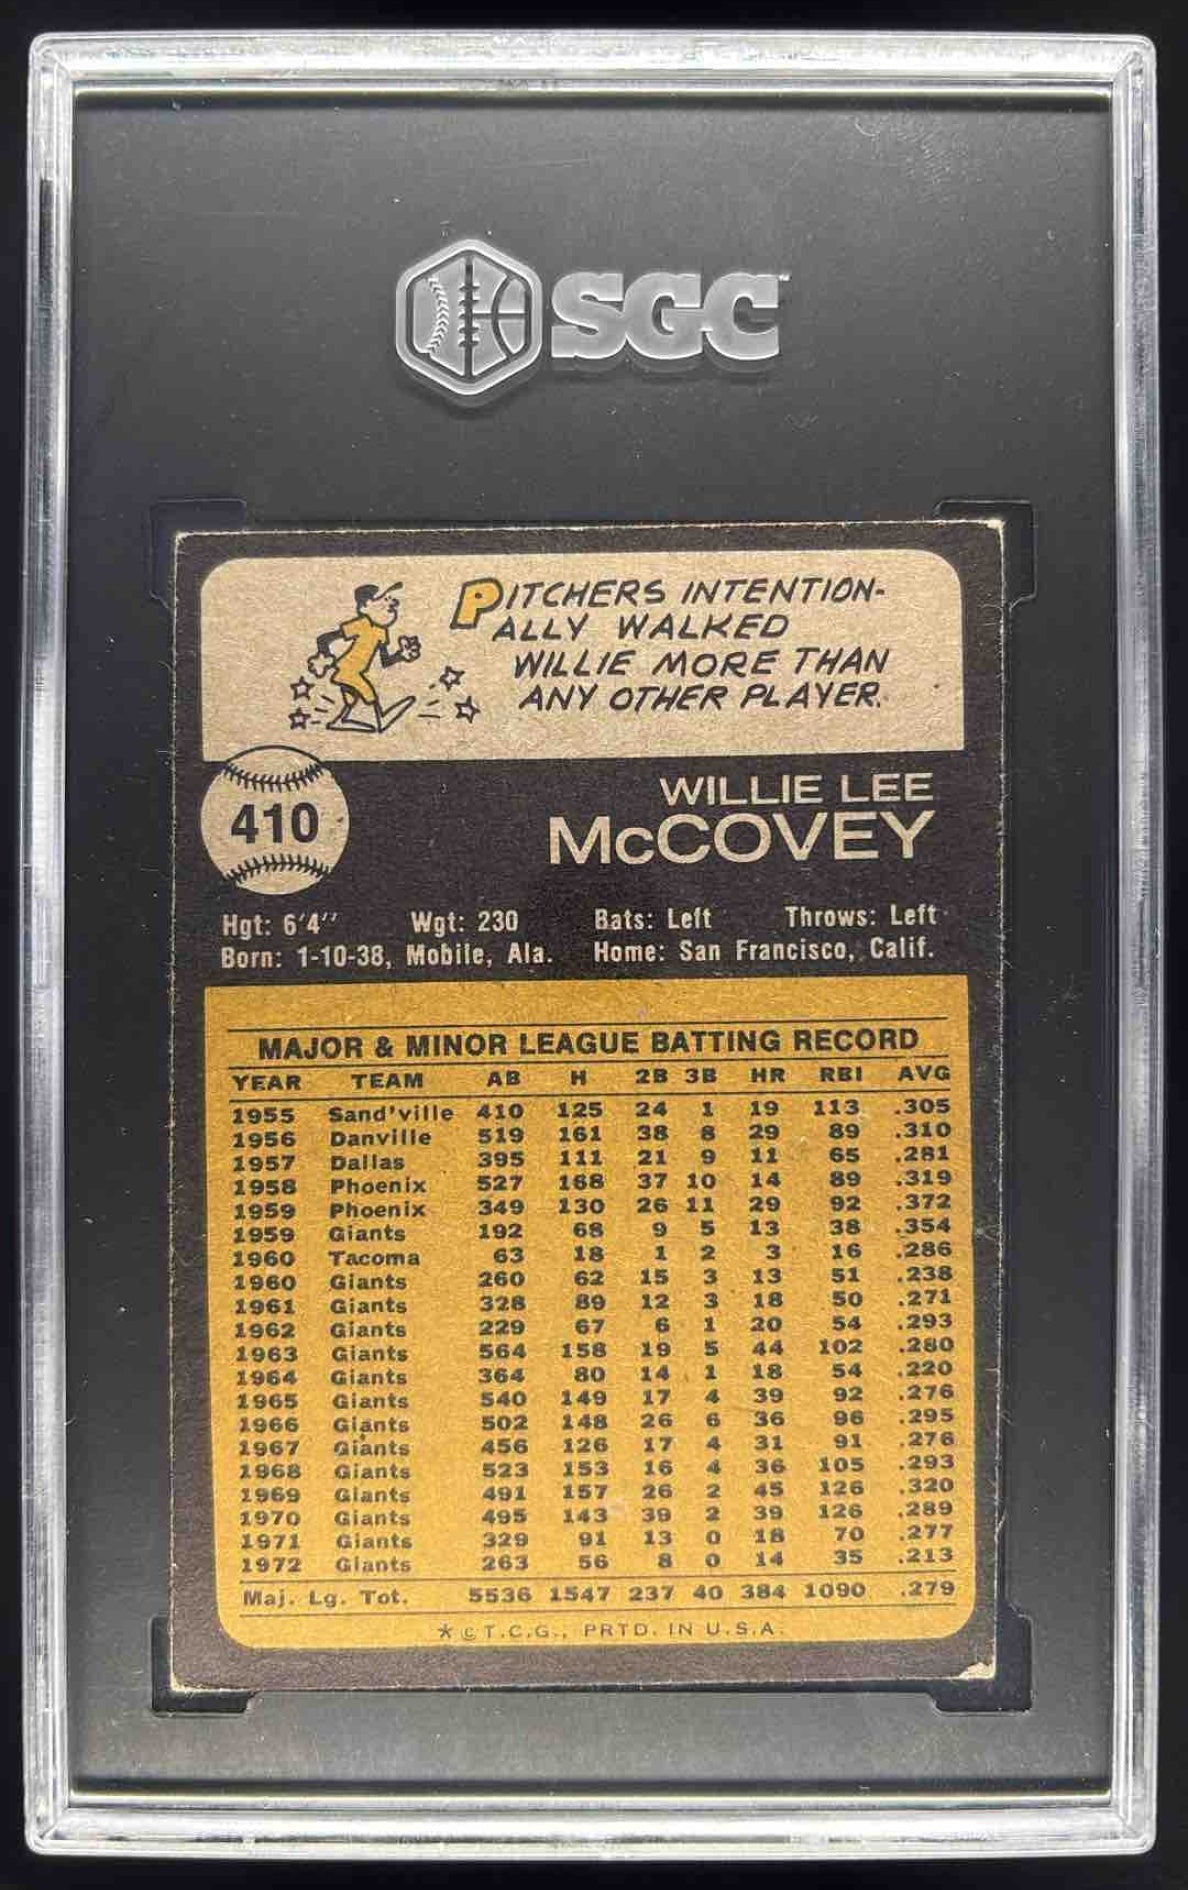 SGC
PITCHERS INTENTION-
ALLY WALKED
WILLIE MORE THAN
ANY OTHER PLAYER.
410
WILLIE LEE
McCOVEY
Hgt: 6'4'' Wgt: 230 Bats: Left Throws: Left
Born: 1-10-38, Mobile, Ala. Home: San Francisco, Calif.
MAJOR & MINOR LEAGUE BATTING RECORD
YEAR TEAM AB H 2B 3B HR RBI AVG
1955 Sand'ville 410 125 24 1 19 113 .305
1956 Danville 519 161 38 8 29 89 .310
1957 Dallas 395 111 21 9 11 65 .281
1958 Phoenix 527 168 37 10 14 89 .319
1959 Phoenix 349 130 26 11 29 92 .372
1959 Giants 192 68 9 5 13 38 .354
1960 Tacoma 63 18 1 2 3 16 .286
1960 Giants 260 62 15 3 13 51 .238
1961 Giants 328 89 12 3 18 50 .271
1962 Giants 229 67 6 1 20 54 .293
1963 Giants 564 158 19 5 44 102 .280
1964 Giants 364 80 14 1 18 54 .220
1965 Giants 540 149 17 4 39 92 .276
1966 Giants 502 148 26 6 36 96 .295
1967 Giants 456 126 17 4 31 91 .276
1968 Giants 523 153 16 4 36 105 .293
1969 Giants 491 157 26 2 45 126 .320
1970 Giants 495 143 39 2 39 126 .289
1971 Giants 329 91 13 0 18 70 .277
1972 Giants 263 56 8 0 14 35 .213
Maj. Lg. Tot. 5536 1547 237 40 384 1090 .279
* © T.C.G., PRTD. IN U.S.A.